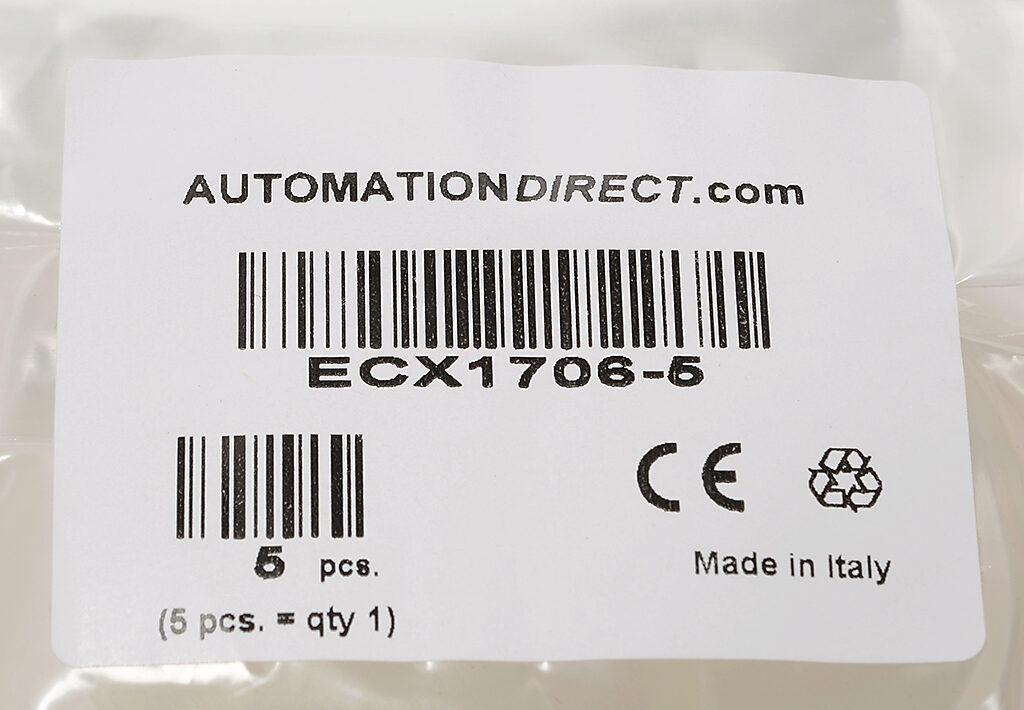 AUTOMATIONDIRECT.com
ECX1706-5
5 pcs.
(5 pcs. = qty 1)
CE
Made in Italy